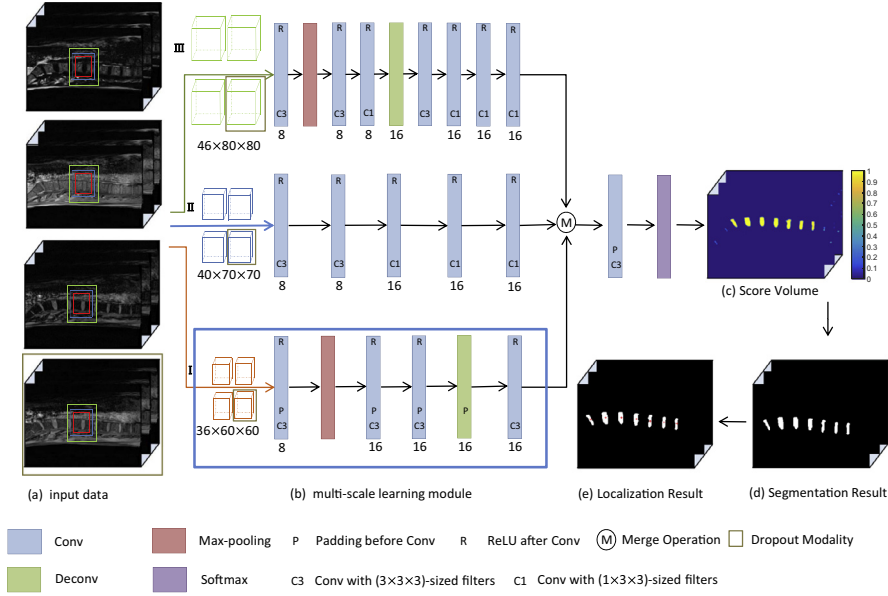 III
R R R R R R R
C3 C3 C1 C3 C1 C1 C1
8 8 8 16 16 16 16
46×80×80
II
R R R R R
C3 C3 C1 C1 C1
8 8 16 16 16
40×70×70
M
P
C3
1
0.9
0.8
0.7
0.6
0.5
0.4
0.3
0.2
0.1
0
(c) Score Volume
I
R R R R
P P P P P
C3 C3 C3 C3
8 16 16 16 16
36×60×60
(a) input data
(b) multi-scale learning module
(e) Localization Result
(d) Segmentation Result
Conv
Max-pooling
P Padding before Conv
R ReLU after Conv
M Merge Operation
Dropout Modality
Deconv
Softmax
C3 Conv with (3×3×3)-sized filters
C1 Conv with (1×3×3)-sized filters